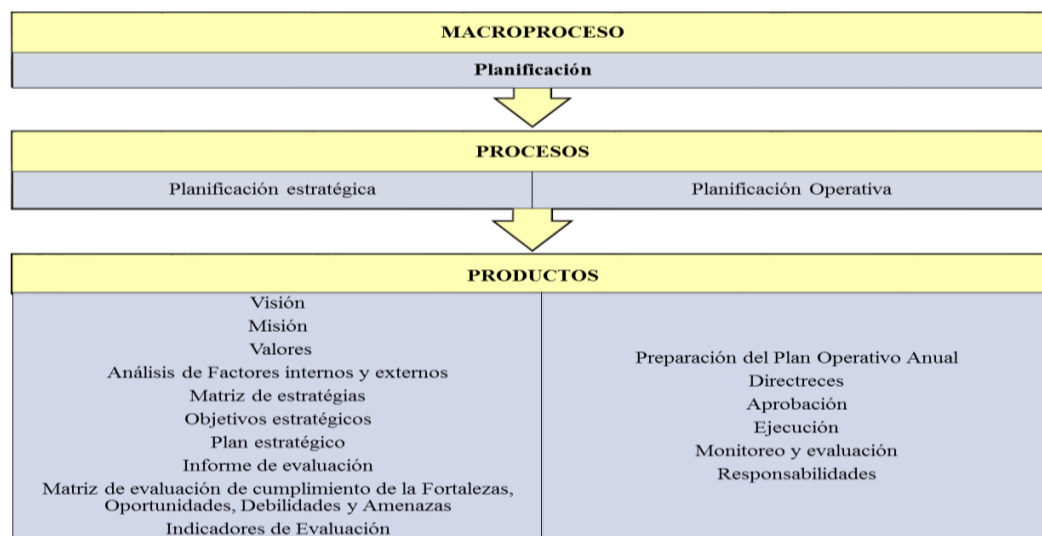 MACROPROCESO
Planificación
PROCESOS
Planificación estratégica
Planificación Operativa
PRODUCTOS
Visión
Misión
Valores
Análisis de Factores internos y externos
Matriz de estratégias
Objetivos estratégicos
Plan estratégico
Informe de evaluación
Matriz de evaluación de cumplimiento de la Fortalezas,
Oportunidades, Debilidades y Amenazas
Indicadores de Evaluación
Preparación del Plan Operativo Anual
Directreces
Aprobación
Ejecución
Monitoreo y evaluación
Responsabilidades